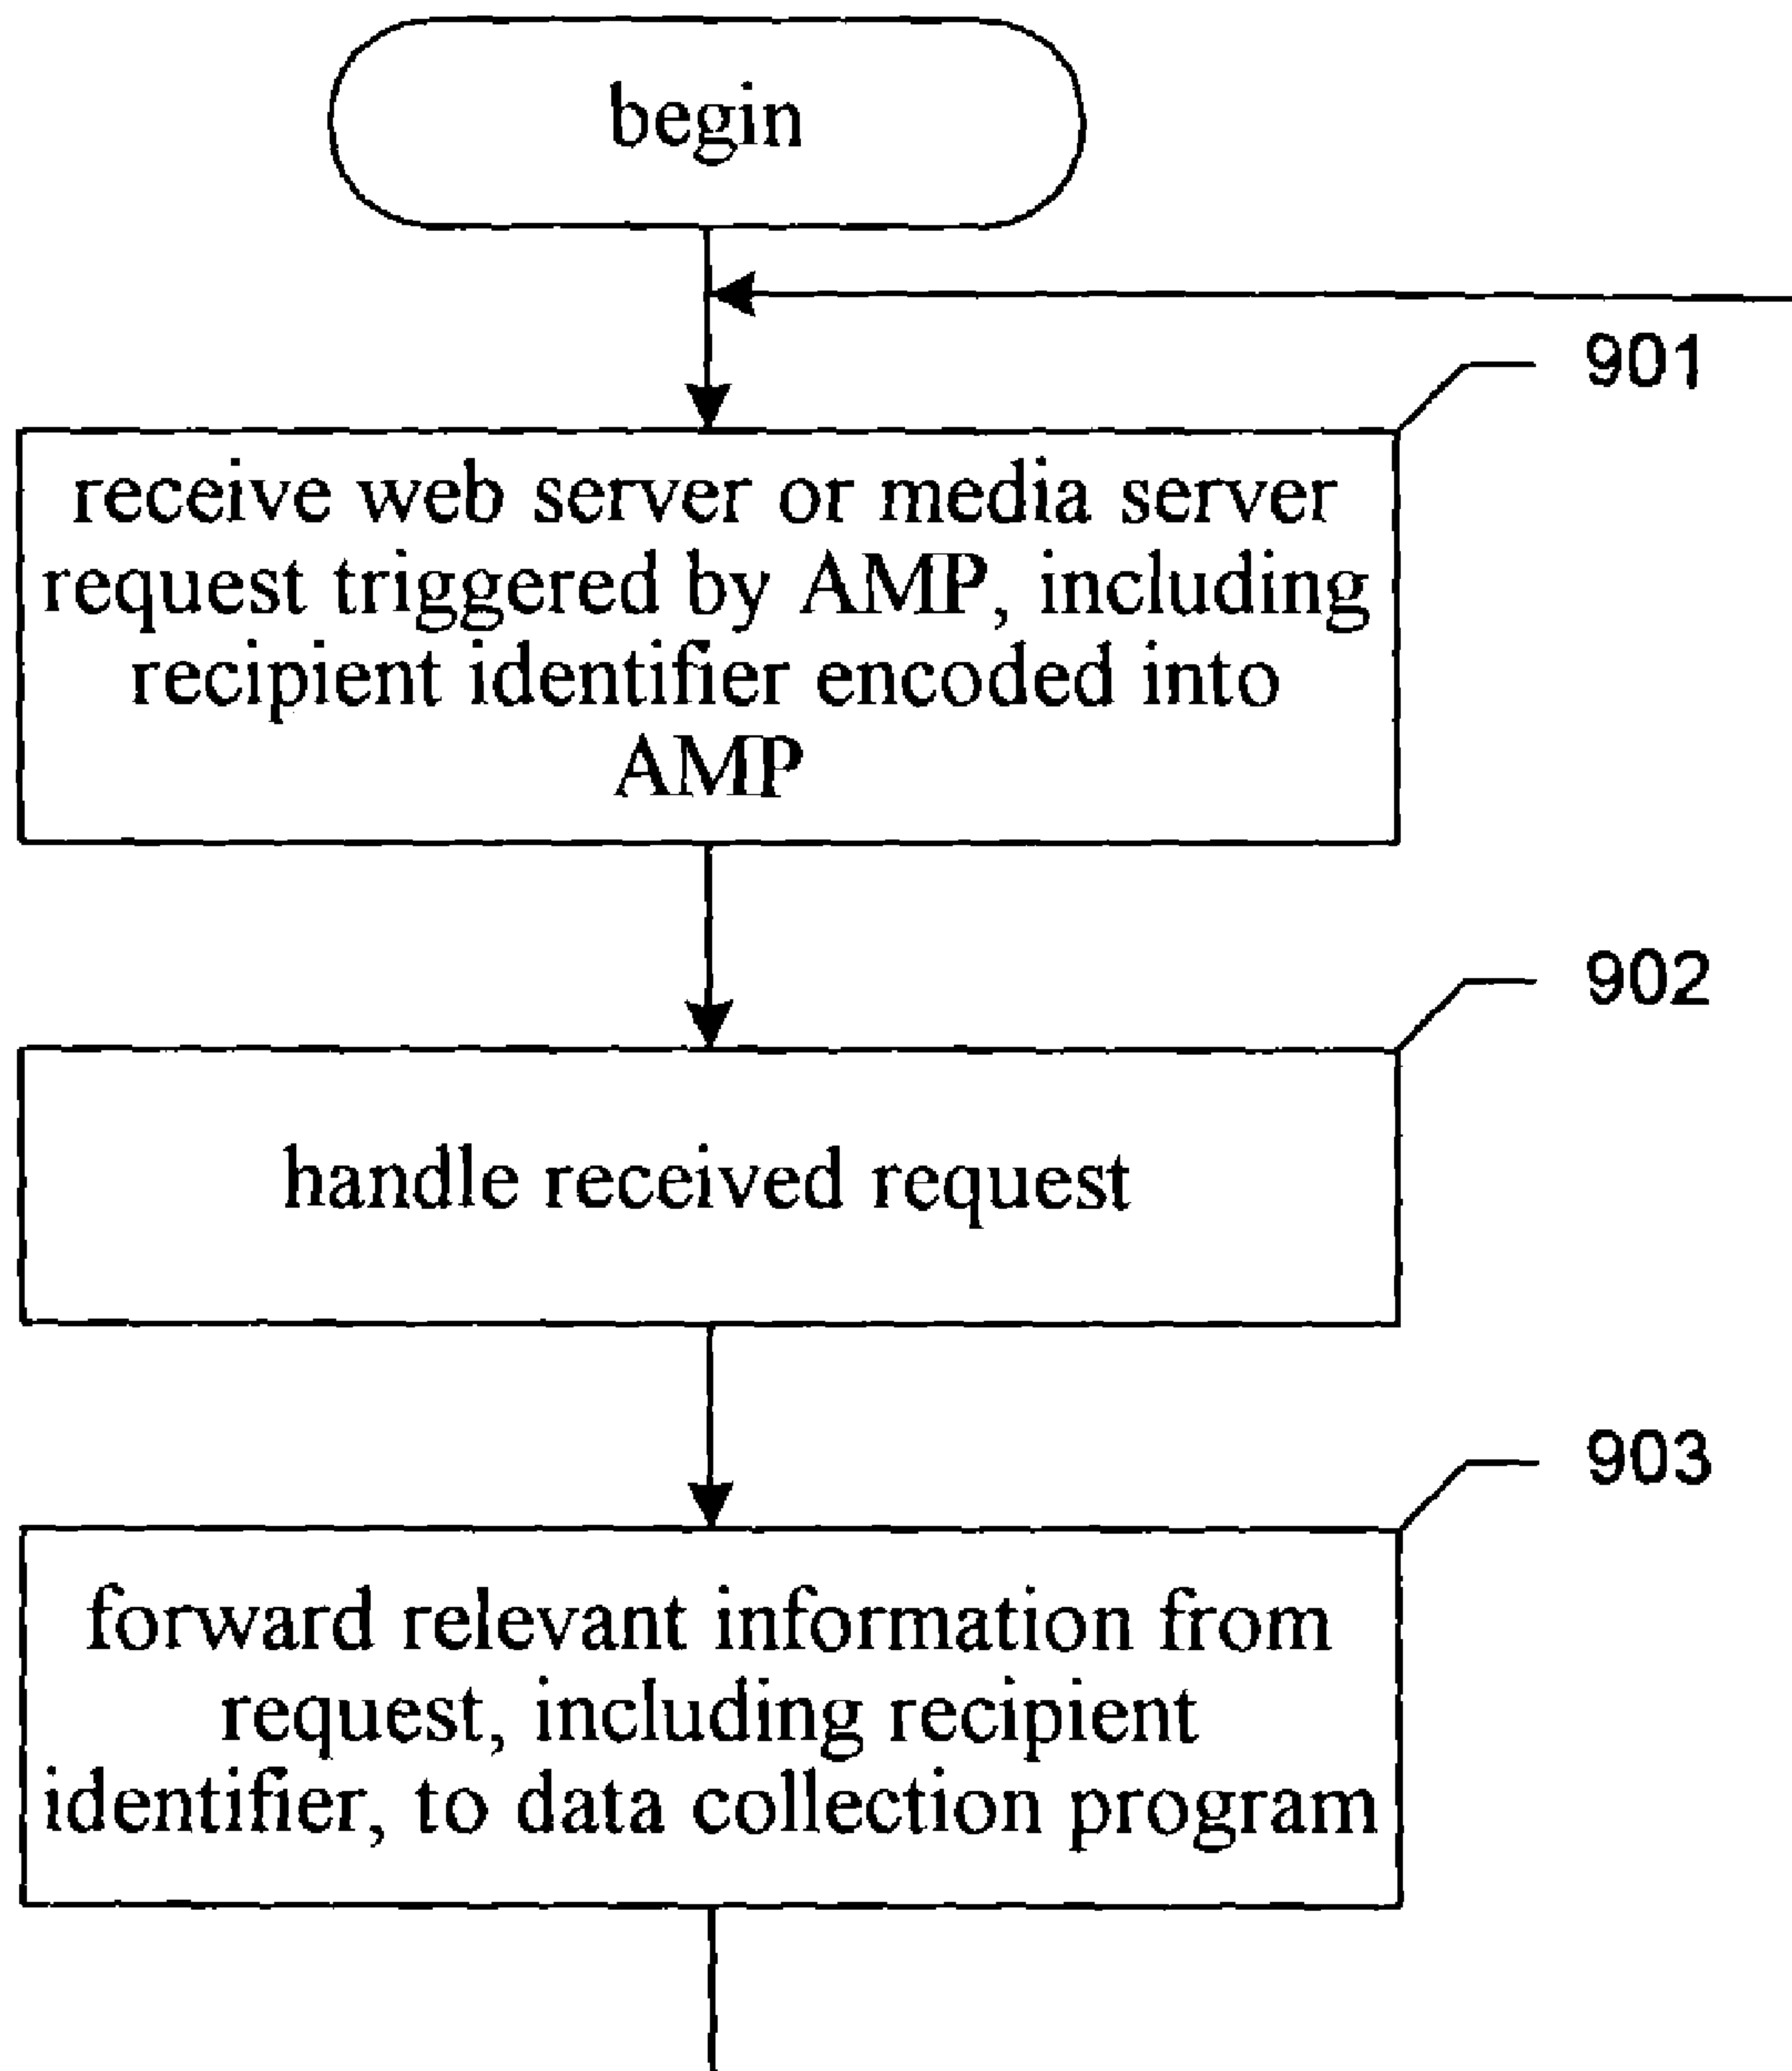 begin
901
receive web server or media server
request triggered by AMP, including
recipient identifier encoded into
AMP
902
handle received request
903
forward relevant information from
request, including recipient
identifier, to data collection program